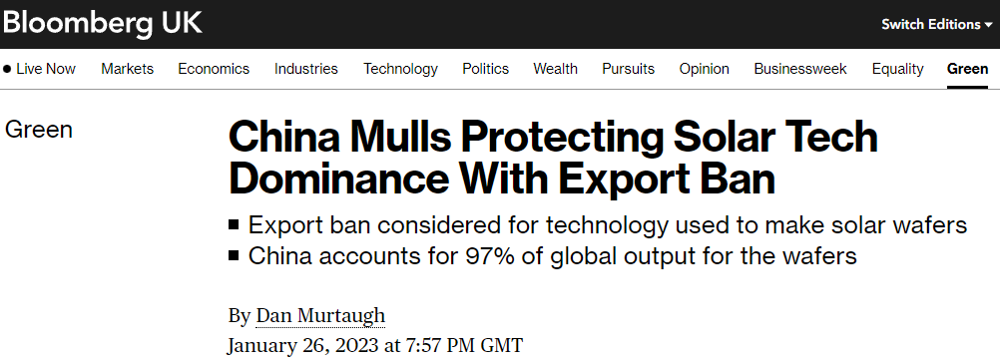 Bloomberg UK
Switch Editions
Live Now Markets Economics Industries Technology Politics Wealth Pursuits Opinion Businessweek Equality Green
Green
China Mulls Protecting Solar Tech
Dominance With Export Ban
Export ban considered for technology used to make solar wafers
China accounts for 97% of global output for the wafers
By Dan Murtaugh
January 26, 2023 at 7:57 PM GMT